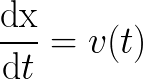 dx/dt = v(t)